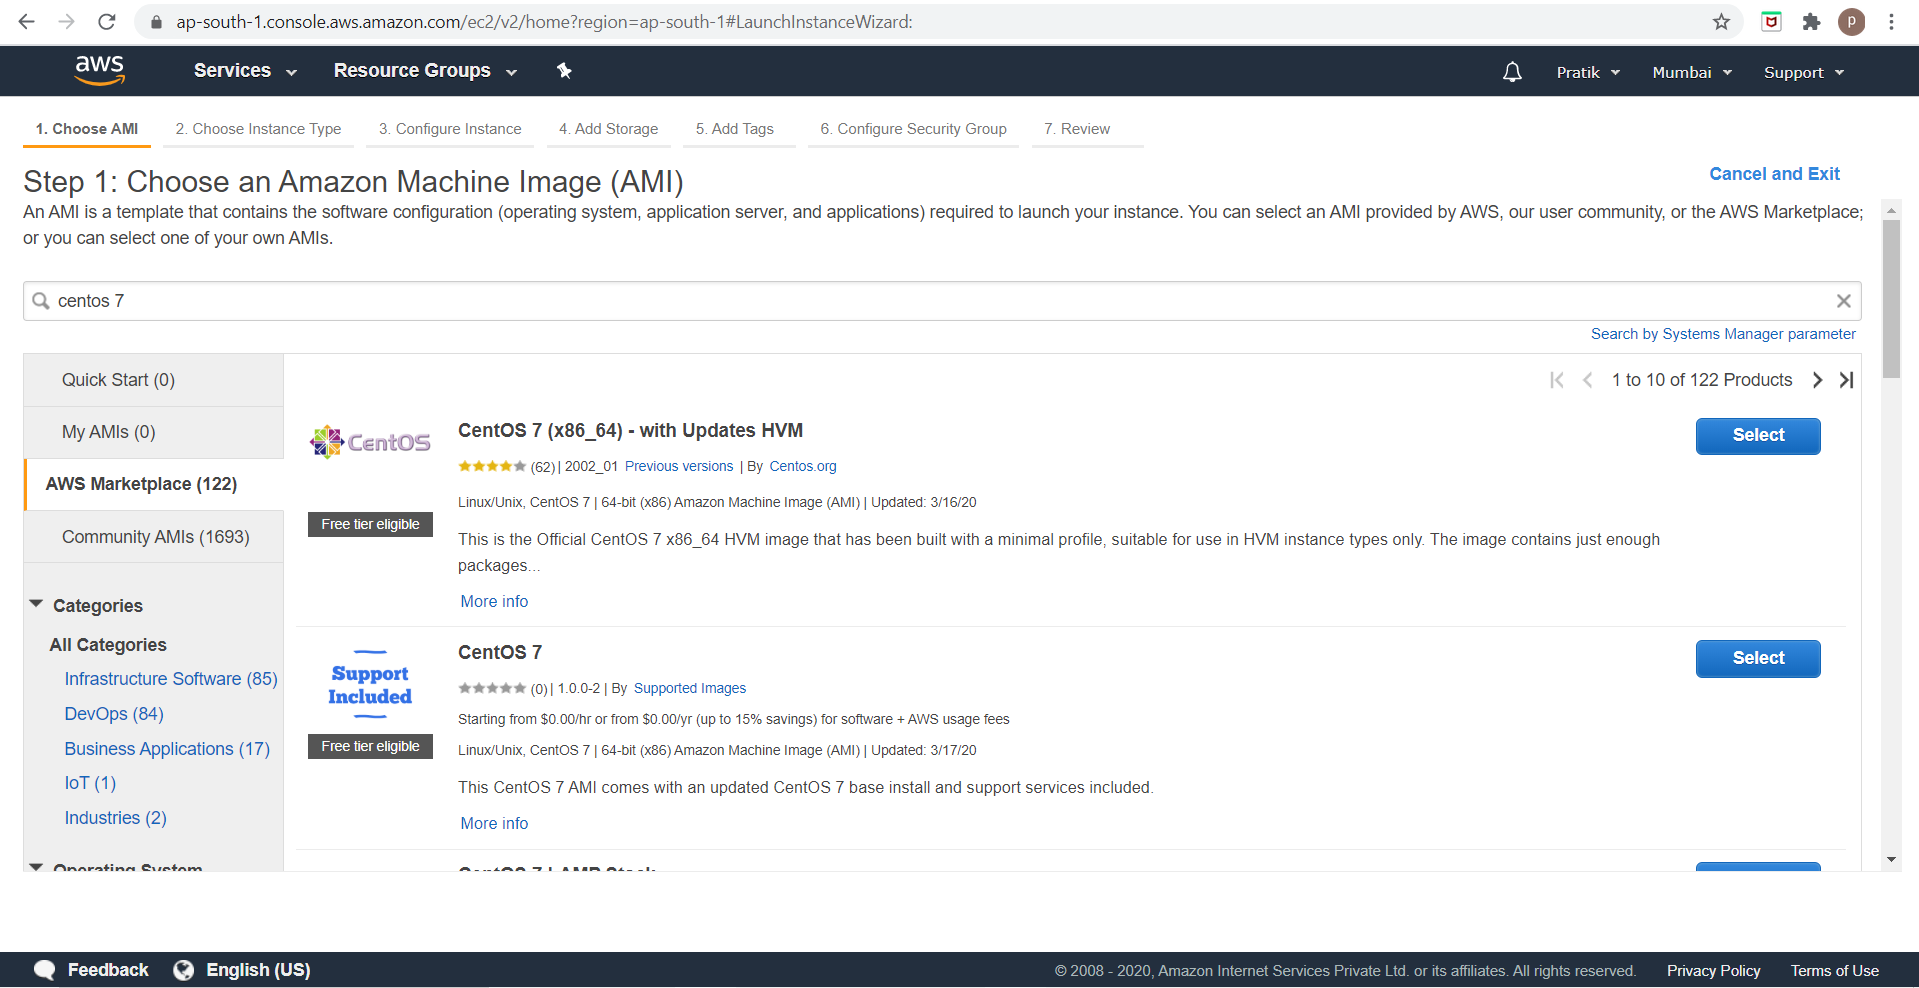 ap-south-1.console.aws.amazon.com/ec2/v2/home?region=ap-south-1#LaunchInstanceWizard:
P
aws Services Resource Groups Pratik Mumbai Support
1. Choose AMI 2. Choose Instance Type 3. Configure Instance 4. Add Storage 5. Add Tags 6. Configure Security Group 7. Review
Step 1: Choose an Amazon Machine Image (AMI)
Cancel and Exit
An AMI is a template that contains the software configuration (operating system, application server, and applications) required to launch your instance. You can select an AMI provided by AWS, our user community, or the AWS Marketplace;
or you can select one of your own AMIs.
centos 7
Search by Systems Manager parameter
Quick Start (0)
My AMIs (0)
AWS Marketplace (122)
Community AMIs (1693)
Categories
All Categories
Infrastructure Software (85)
DevOps (84)
Business Applications (17)
IoT (1)
Industries (2)
Operating System
1 to 10 of 122 Products
CentOS
Free tier eligible
CentOS 7 (x86_64) - with Updates HVM
(62) | 2002_01 Previous versions | By Centos.org
Linux/Unix, CentOS 7 | 64-bit (x86) Amazon Machine Image (AMI) | Updated: 3/16/20
This is the Official CentOS 7 x86_64 HVM image that has been built with a minimal profile, suitable for use in HVM instance types only. The image contains just enough
packages...
More info
Select
Support
Included
Free tier eligible
CentOS 7
(0) | 1.0.0-2 | By Supported Images
Starting from $0.00/hr or from $0.00/yr (up to 15% savings) for software + AWS usage fees
Linux/Unix, CentOS 7 | 64-bit (x86) Amazon Machine Image (AMI) | Updated: 3/17/20
This CentOS 7 AMI comes with an updated CentOS 7 base install and support services included.
More info
Select
CentOS 7 LAMP Stack
Feedback English (US) © 2008 - 2020, Amazon Internet Services Private Ltd. or its affiliates. All rights reserved. Privacy Policy Terms of Use